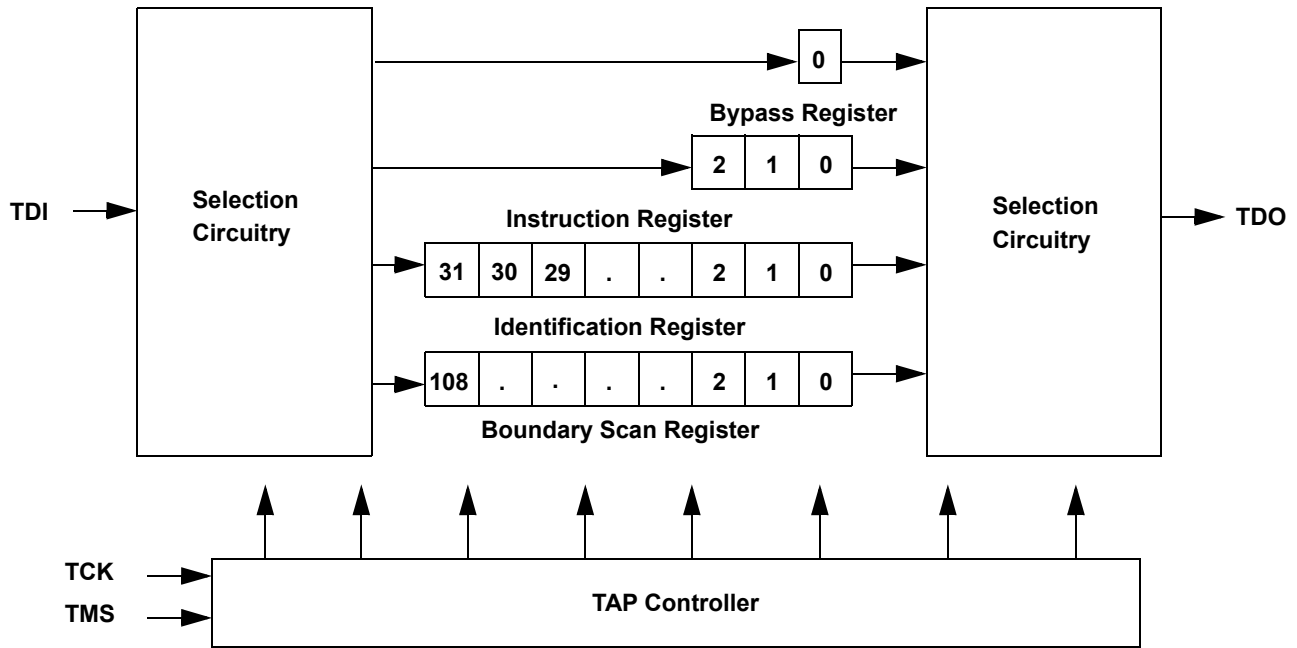 0
Bypass Register
2 1 0
Selection
Circuitry
Selection
Circuitry
TDI
TDO
Instruction Register
31 30 29 . . 2 1 0
Identification Register
108 . . . . 2 1 0
Boundary Scan Register
TCK
TMS
TAP Controller